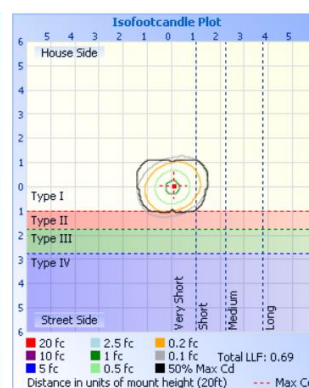 Isofootcandle Plot
5 4 3 2 1 0 1 2 3 4 5
6
House Side
5
4
3
2
1
0
Type I
1
Type II
2
Type III
3
Type IV
4
5
Very Short
Short
Medium
Long
Street Side
6
20 fc 2.5 fc 0.2 fc
10 fc 1 fc 0.1 fc Total LLF: 0.69
5 fc 0.5 fc 50% Max Cd
Distance in units of mount height (20ft) Max Cd